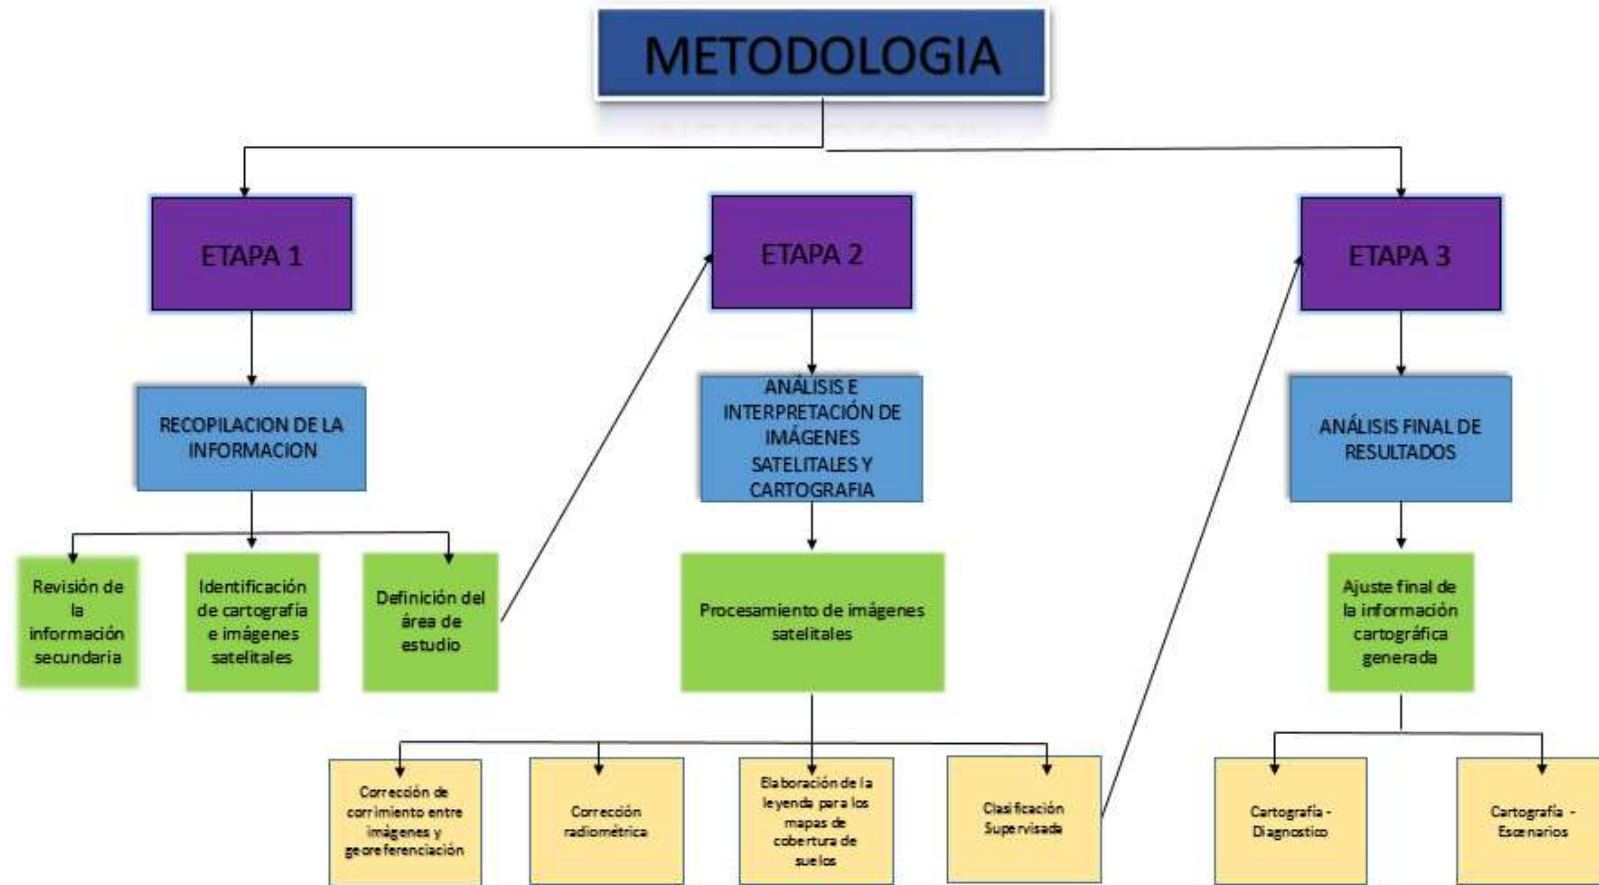 METODOLOGIA
ETAPA 1
ETAPA 2
ETAPA 3
RECOPILACION DE LA
INFORMACION
ANÁLISIS E
INTERPRETACIÓN DE
IMÁGENES
SATELITALES Y
CARTOGRAFIA
ANÁLISIS FINAL DE
RESULTADOS
Revisión de
la
información
secundaria
Identificación
de cartografía
e imágenes
satelitales
Definición del
área de
estudio
Procesamiento de imágenes
satelitales
Ajuste final de
la información
cartográfica
generada
Corrección de
corrimiento entre
imágenes y
georeferenciación
Corrección
radiométrica
Elaboración de la
leyenda para los
mapas de
cobertura de
suelos
Clasificación
Supervisada
Cartografía -
Diagnostico
Cartografía -
Escenarios